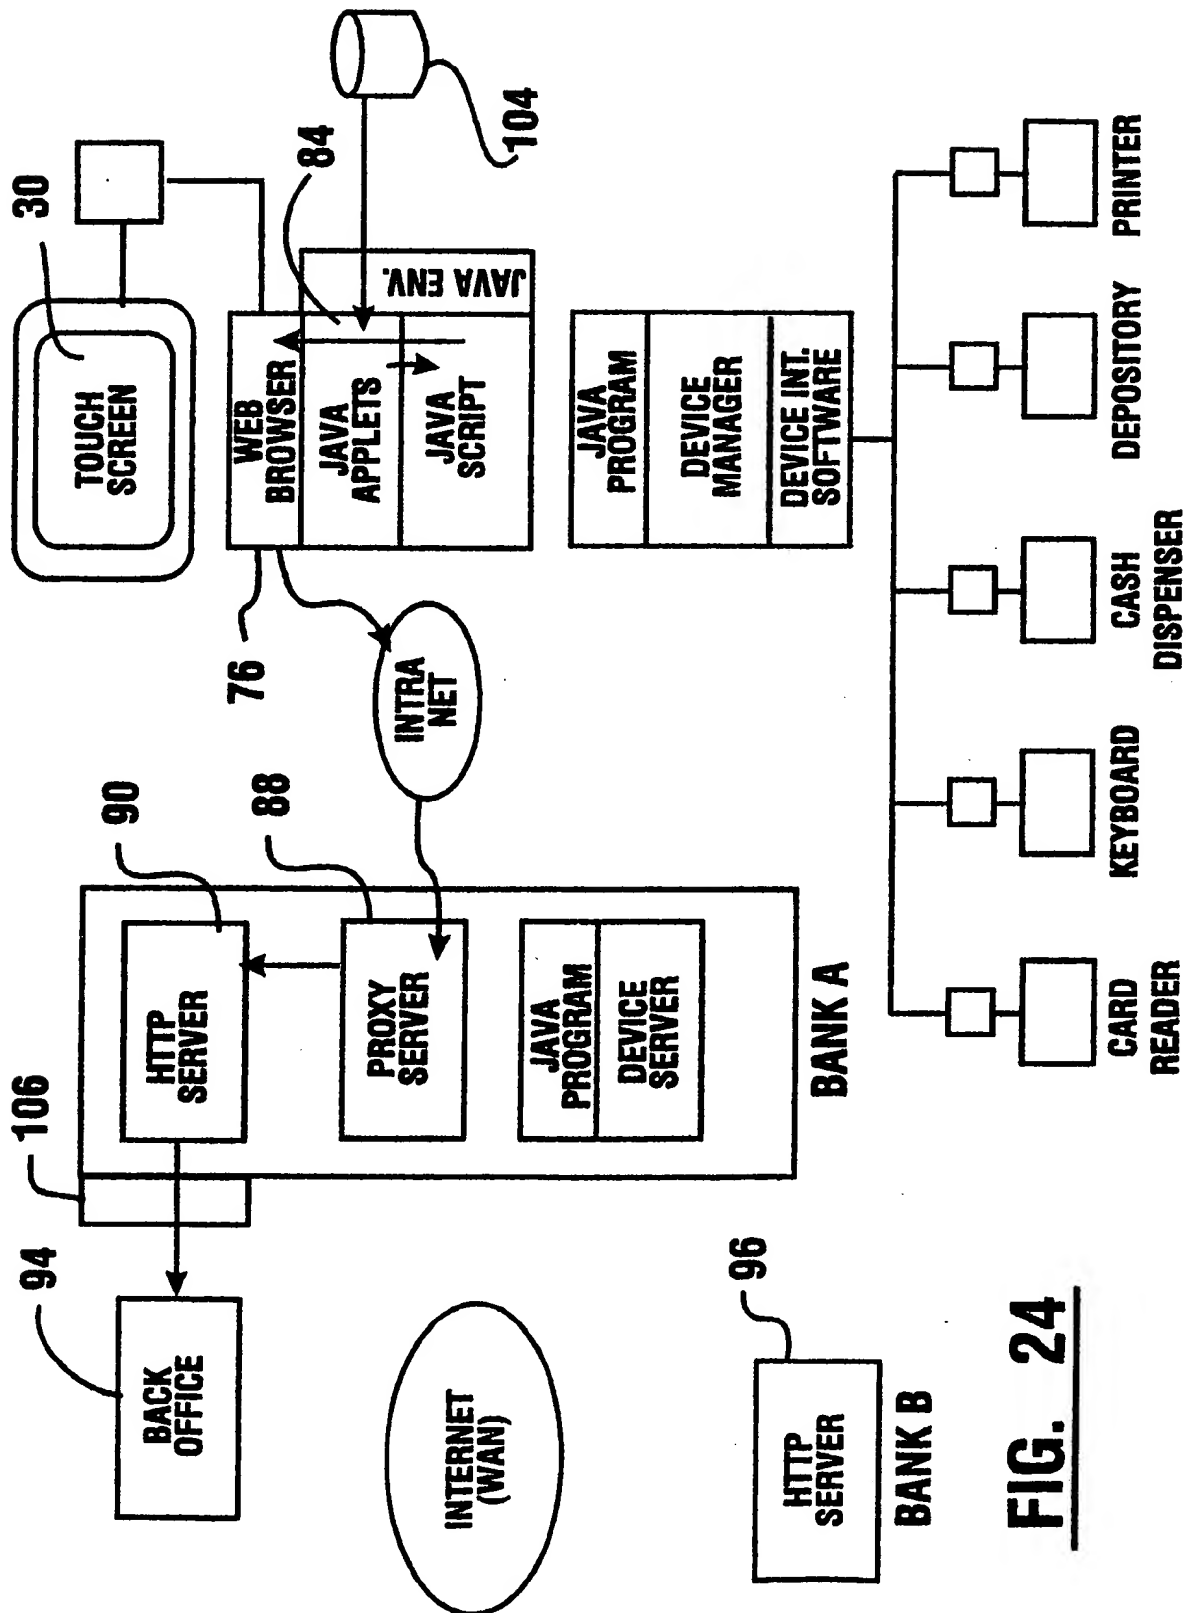 94
BACK
OFFICE
106
HTTP
SERVER
90
30
TOUCH
SCREEN
INTERNET
(WAN)
PROXY
SERVER
88
INTRA
NET
76
WEB
BROWSER
JAVA
APPLETS
JAVA
SCRIPT
JAVA ENV.
84
104
JAVA
PROGRAM
DEVICE
SERVER
BANK A
JAVA
PROGRAM
DEVICE
MANAGER
DEVICE INT.
SOFTWARE
96
HTTP
SERVER
BANK B
CARD
READER
KEYBOARD
CASH
DISPENSER
DEPOSITORY
PRINTER
FIG. 24